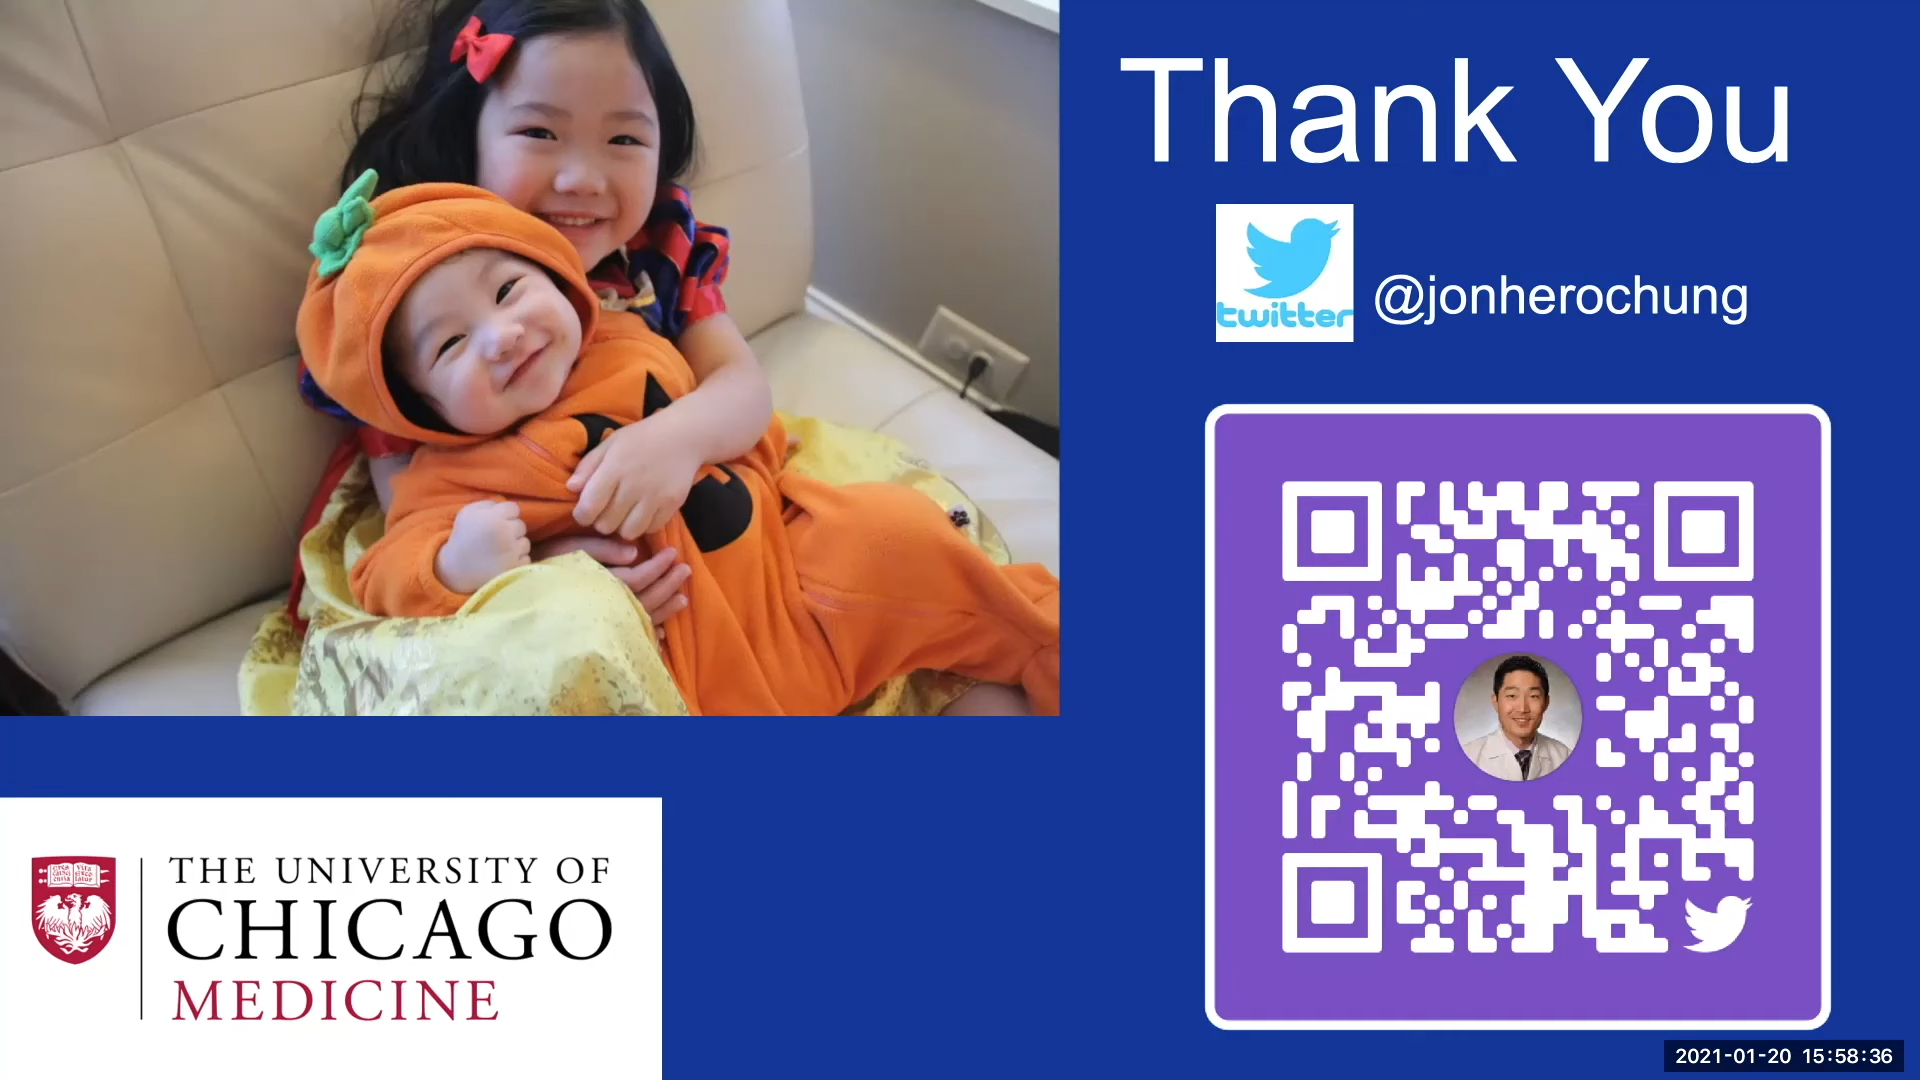 Thank You
twitter
@jonherochung
THE UNIVERSITY OF
CHICAGO
MEDICINE
2021-01-20 15:58:36